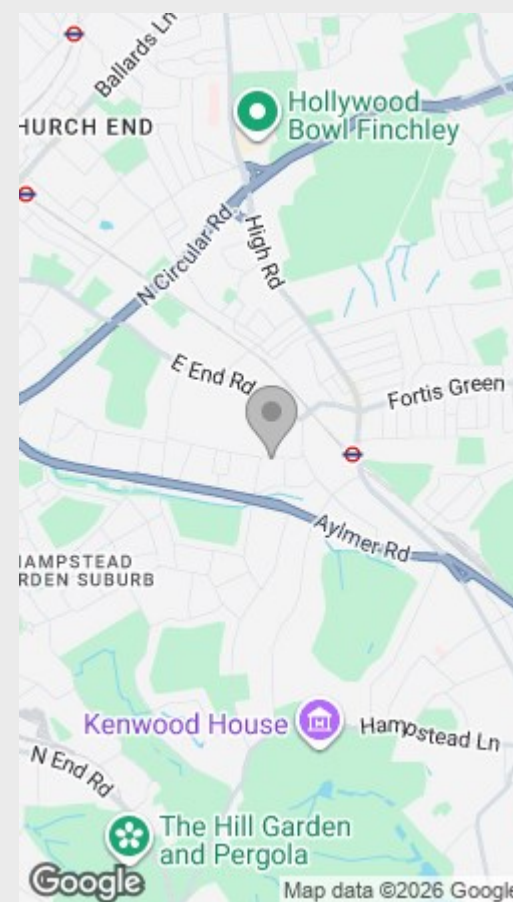 Ballards Ln
HURCH END
Hollywood
Bowl Finchley
N Circular Rd
High Rd
E End Rd
Fortis Green
Aylmer Rd
HAMPSTEAD
RDEN SUBURB
Kenwood House
Hampstead Ln
N End Rd
The Hill Garden
and Pergola
Google
Map data ©2026 Google